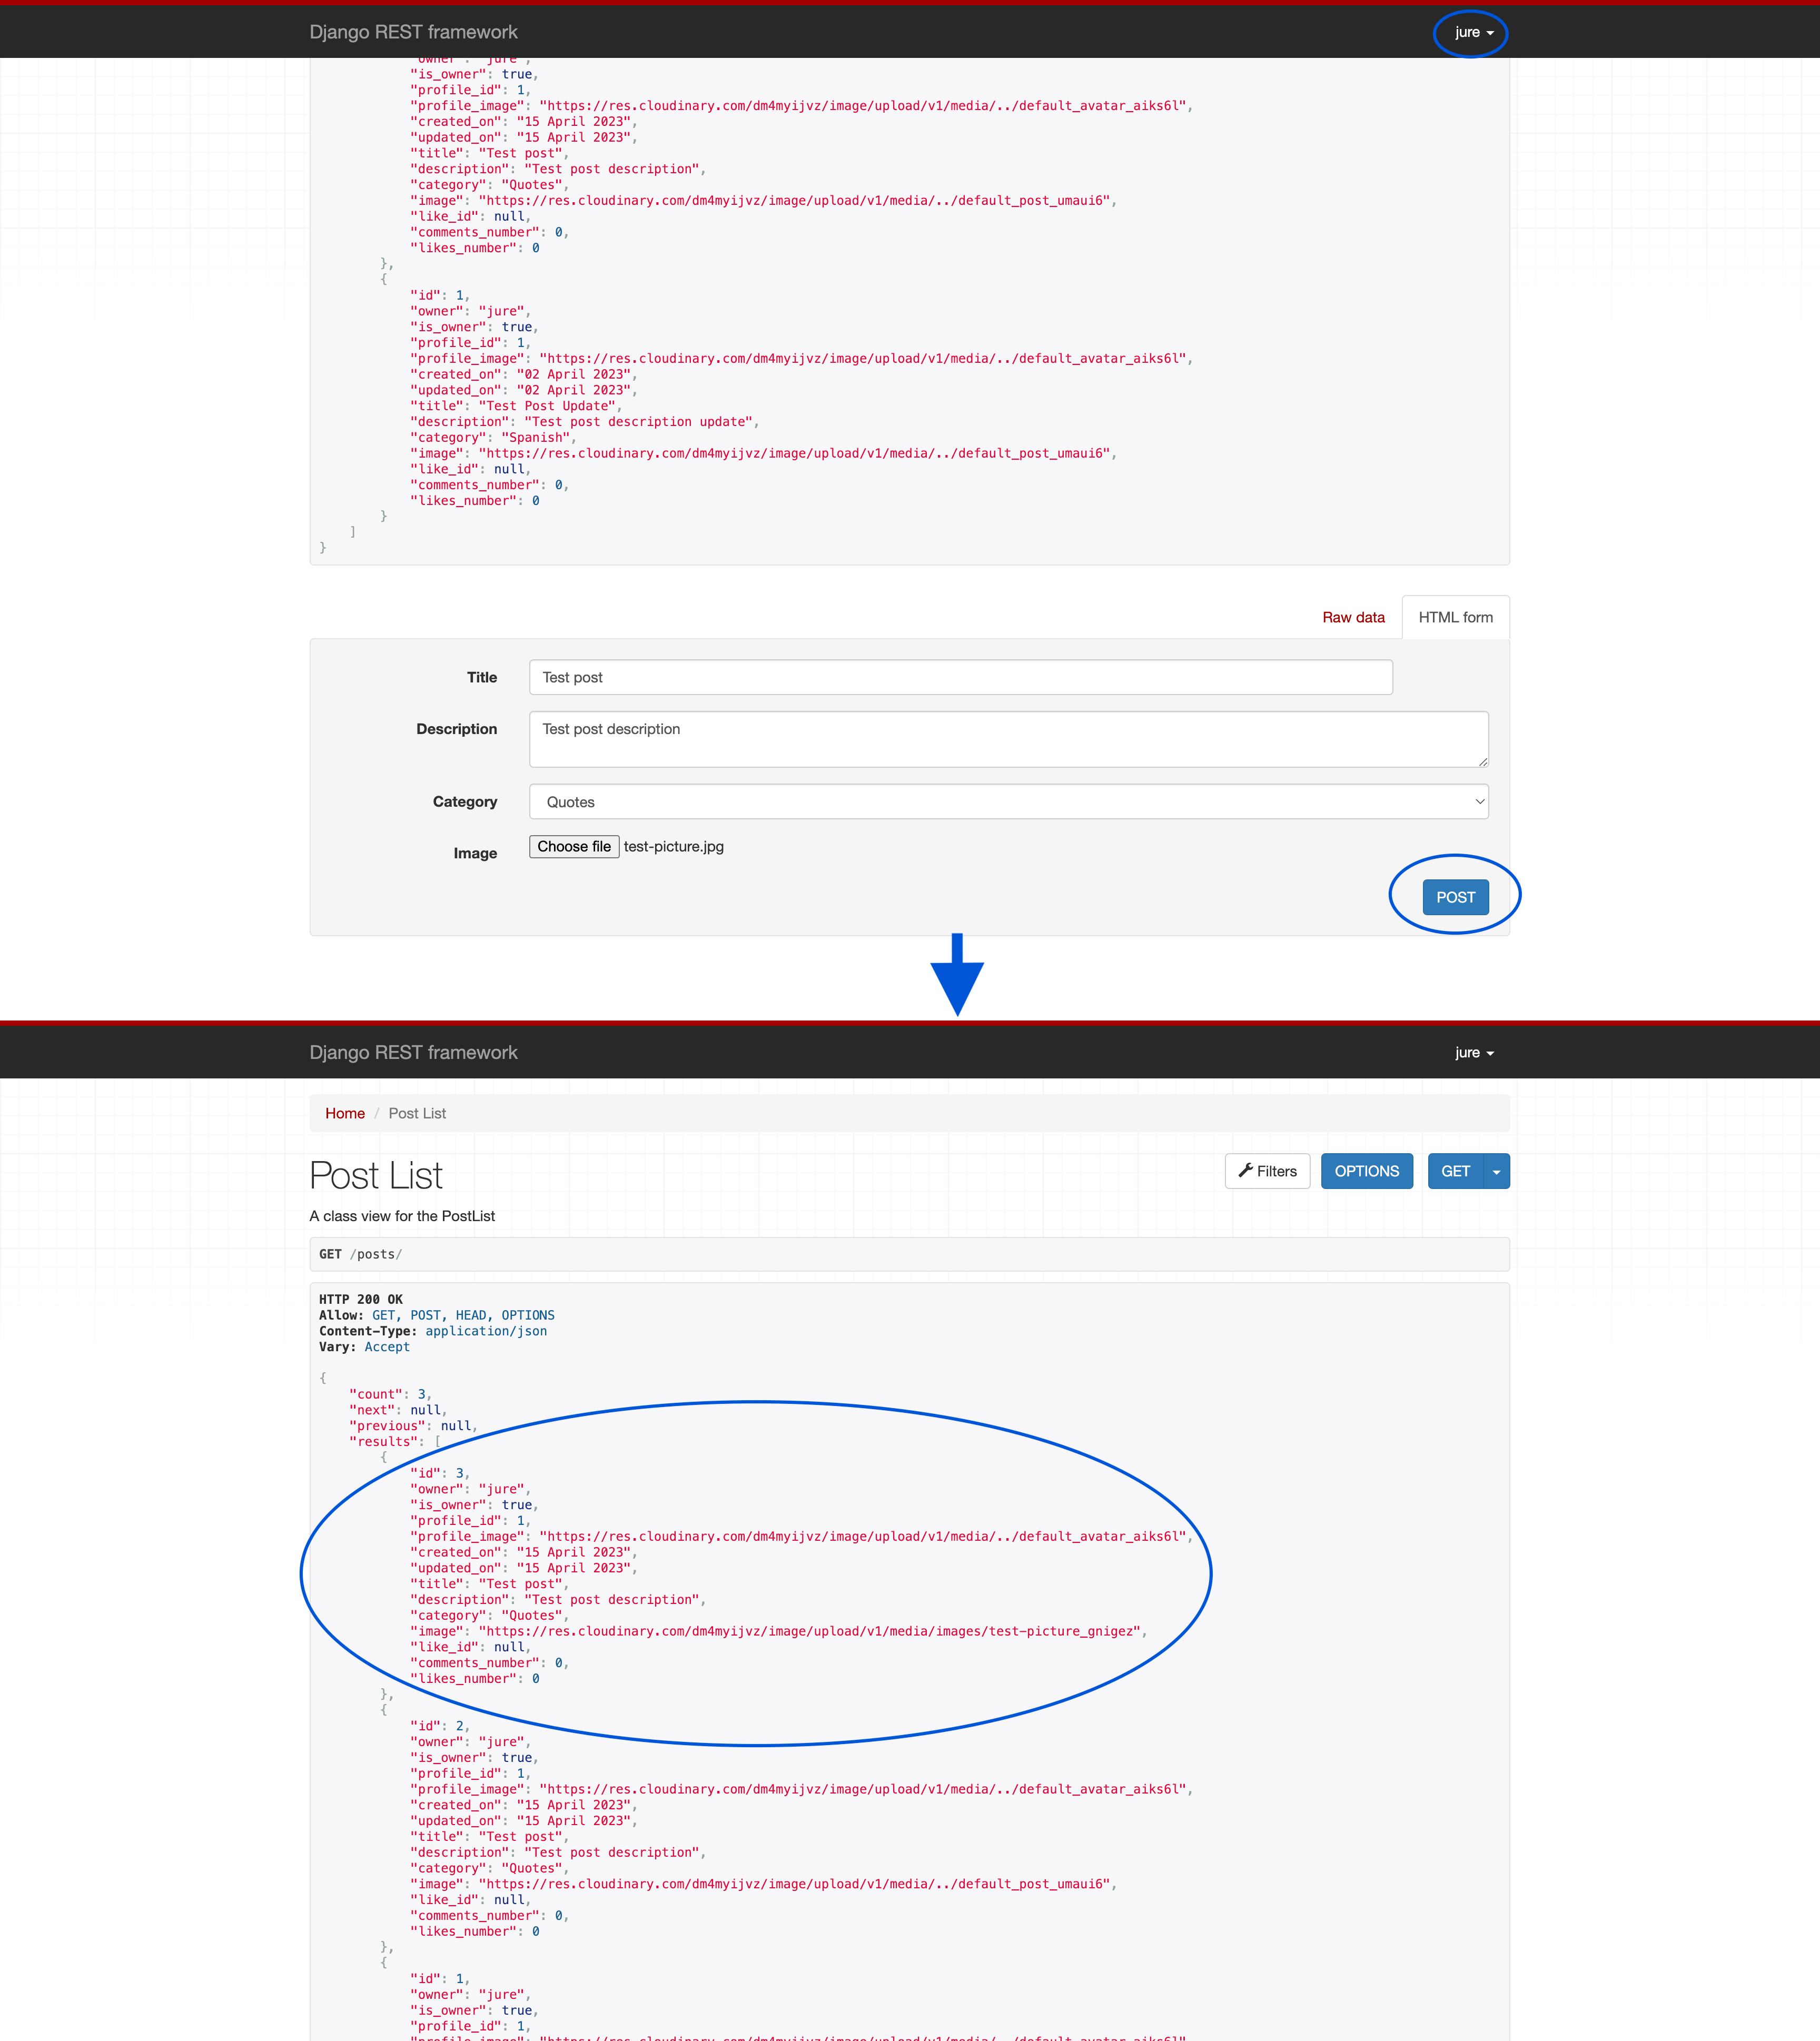 Django REST framework
jure
"owner": "jure",
"is_owner": true,
"profile_id": 1,
"profile_image": "https://res.cloudinary.com/dm4myijvz/image/upload/v1/media/../default_avatar_aiks6l",
"created_on": "15 April 2023",
"updated_on": "15 April 2023",
"title": "Test post",
"description": "Test post description",
"category": "Quotes",
"image": "https://res.cloudinary.com/dm4myijvz/image/upload/v1/media/../default_post_umaui6",
"like_id": null,
"comments_number": 0,
"likes_number": 0
},
{
"id": 1,
"owner": "jure",
"is_owner": true,
"profile_id": 1,
"profile_image": "https://res.cloudinary.com/dm4myijvz/image/upload/v1/media/../default_avatar_aiks6l",
"created_on": "02 April 2023",
"updated_on": "02 April 2023",
"title": "Test Post Update",
"description": "Test post description update",
"category": "Spanish",
"image": "https://res.cloudinary.com/dm4myijvz/image/upload/v1/media/../default_post_umaui6",
"like_id": null,
"comments_number": 0,
"likes_number": 0
}
]
}
Raw data
HTML form
Title
Test post
Description
Test post description
Category
Quotes
Image
Choose file test-picture.jpg
POST
Django REST framework
jure
Home / Post List
Post List
Filters
OPTIONS
GET
A class view for the PostList
GET /posts/
HTTP 200 OK
Allow: GET, POST, HEAD, OPTIONS
Content-Type: application/json
Vary: Accept
{
"count": 3,
"next": null,
"previous": null,
"results": [
{
"id": 3,
"owner": "jure",
"is_owner": true,
"profile_id": 1,
"profile_image": "https://res.cloudinary.com/dm4myijvz/image/upload/v1/media/../default_avatar_aiks6l",
"created_on": "15 April 2023",
"updated_on": "15 April 2023",
"title": "Test post",
"description": "Test post description",
"category": "Quotes",
"image": "https://res.cloudinary.com/dm4myijvz/image/upload/v1/media/images/test-picture_gnigez",
"like_id": null,
"comments_number": 0,
"likes_number": 0
},
{
"id": 2,
"owner": "jure",
"is_owner": true,
"profile_id": 1,
"profile_image": "https://res.cloudinary.com/dm4myijvz/image/upload/v1/media/../default_avatar_aiks6l",
"created_on": "15 April 2023",
"updated_on": "15 April 2023",
"title": "Test post",
"description": "Test post description",
"category": "Quotes",
"image": "https://res.cloudinary.com/dm4myijvz/image/upload/v1/media/../default_post_umaui6",
"like_id": null,
"comments_number": 0,
"likes_number": 0
},
{
"id": 1,
"owner": "jure",
"is_owner": true,
"profile_id": 1,
"profile_image": "https://res.cloudinary.com/dm4myijvz/image/upload/v1/media/../default_avatar_aiks6l"